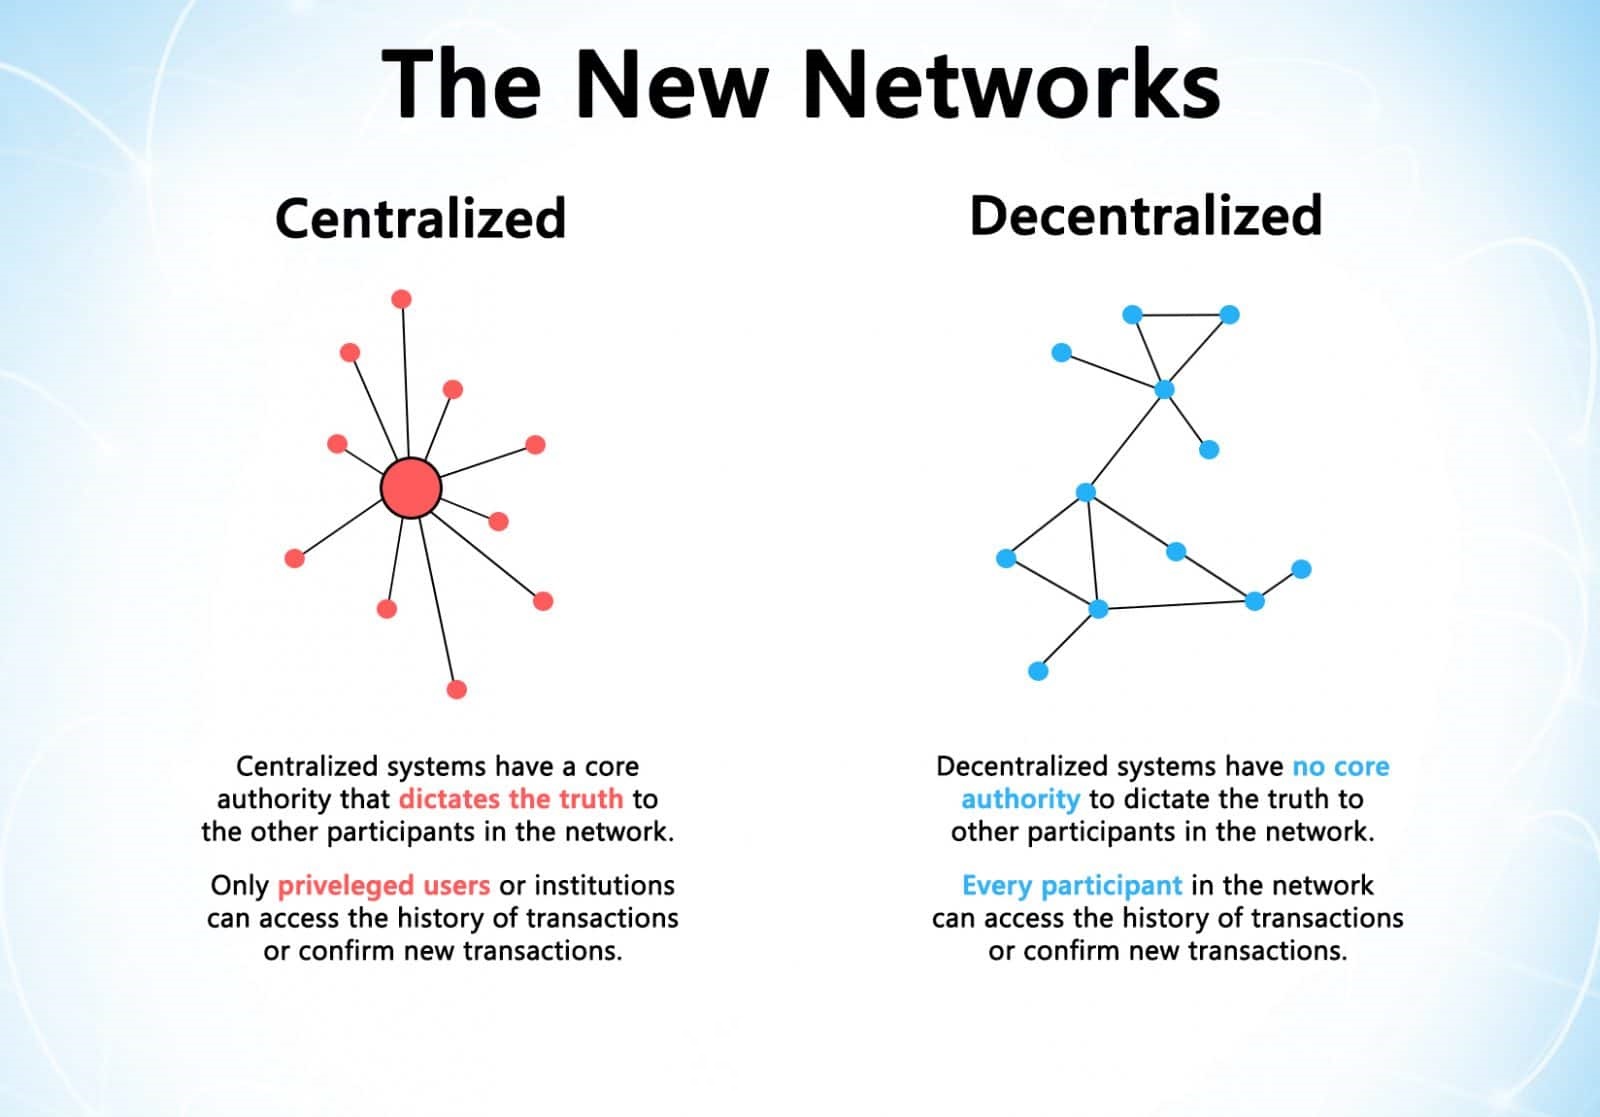 The New Networks
Centralized
Decentralized
Centralized systems have a core
authority that dictates the truth to
the other participants in the network.
Only priveleged users or institutions
can access the history of transactions
or confirm new transactions.
Decentralized systems have no core
authority to dictate the truth to
other participants in the network.
Every participant in the network
can access the history of transactions
or confirm new transactions.